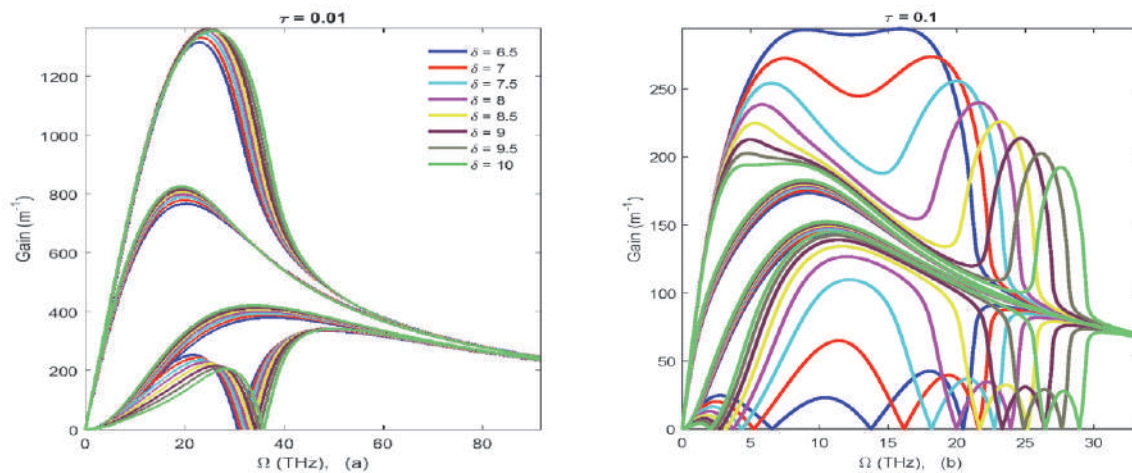 τ = 0.01
Gain (m⁻¹)
1200
1000
800
600
400
200
0
0 20 40 60 80
Ω (THz), (a)
δ = 6.5
δ = 7
δ = 7.5
δ = 8
δ = 8.5
δ = 9
δ = 9.5
δ = 10
τ = 0.1
Gain (m⁻¹)
250
200
150
100
50
0
0 5 10 15 20 25 30
Ω (THz), (b)